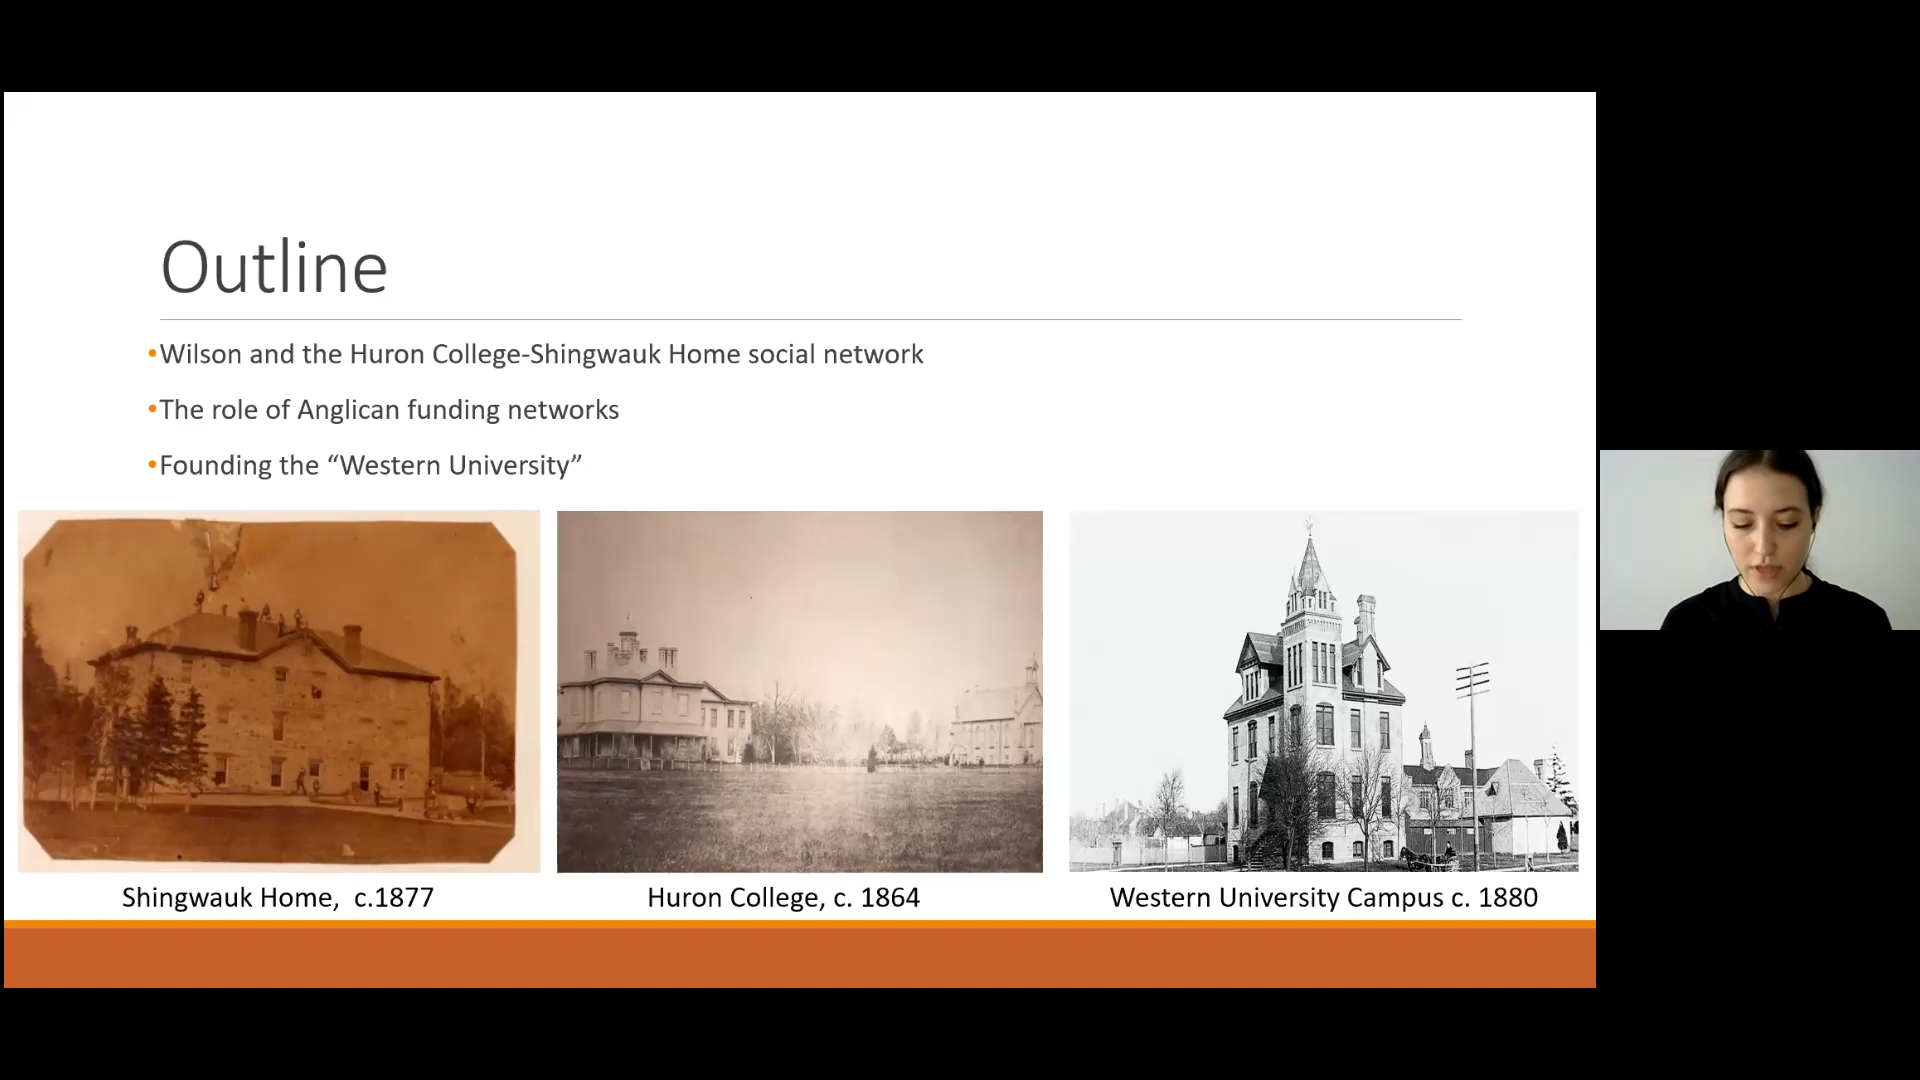 Outline
•Wilson and the Huron College-Shingwauk Home social network
•The role of Anglican funding networks
•Founding the “Western University”
Shingwauk Home, c.1877
Huron College, c. 1864
Western University Campus c. 1880